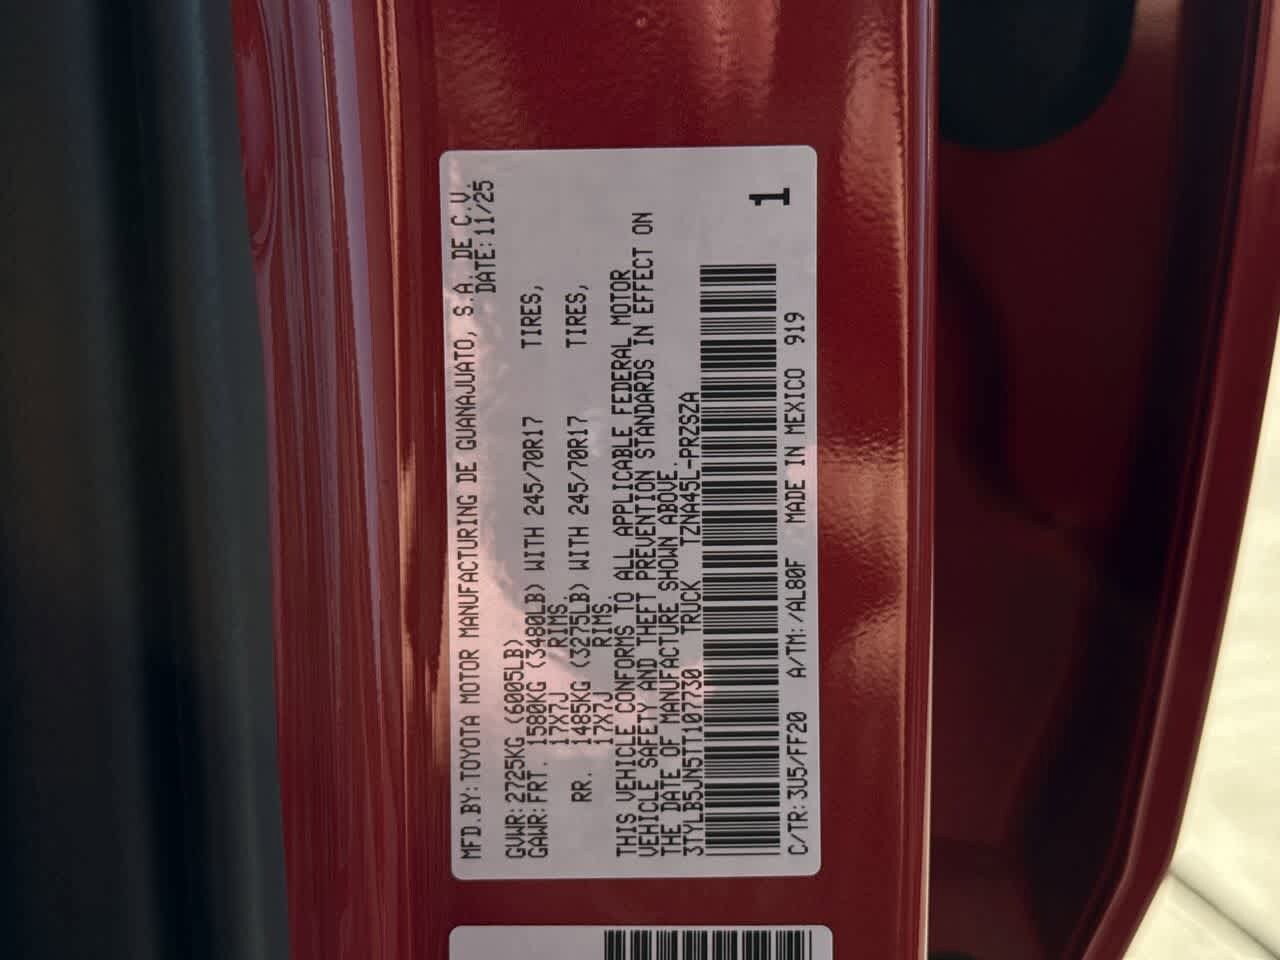 MFD.BY:TOYOTA MOTOR MANUFACTURING DE GUANAJUATO, S.A. DE C.V.
DATE:11/25
GVWR:2725KG (6005LB)
GAWR:FRT. 1580KG (3480LB) WITH 245/70R17 TIRES,
17X7J RIMS.
RR. 1485KG (3275LB) WITH 245/70R17 TIRES,
17X7J RIMS.
THIS VEHICLE CONFORMS TO ALL APPLICABLE FEDERAL MOTOR
VEHICLE SAFETY AND THEFT PREVENTION STANDARDS IN EFFECT ON
THE DATE OF MANUFACTURE SHOWN ABOVE.
3TYLB5JN5TT107730 TRUCK TZNA45L-PRZSZA
1
C/TR:3U5/FF20 A/TM:/AL80F MADE IN MEXICO 919